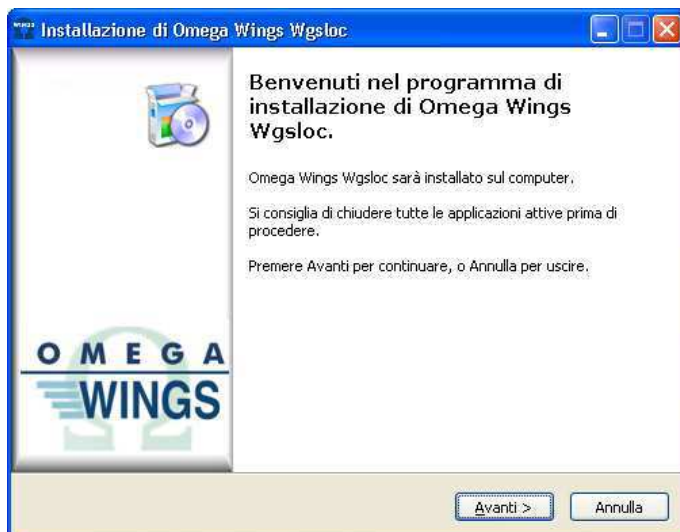 Installazione di Omega Wings Wgsloc
Benvenuti nel programma di
installazione di Omega Wings
Wgsloc.
Omega Wings Wgsloc sarà installato sul computer.
Si consiglia di chiudere tutte le applicazioni attive prima di
procedere.
Premere Avanti per continuare, o Annulla per uscire.
OMEGA
WINGS
Avanti >
Annulla